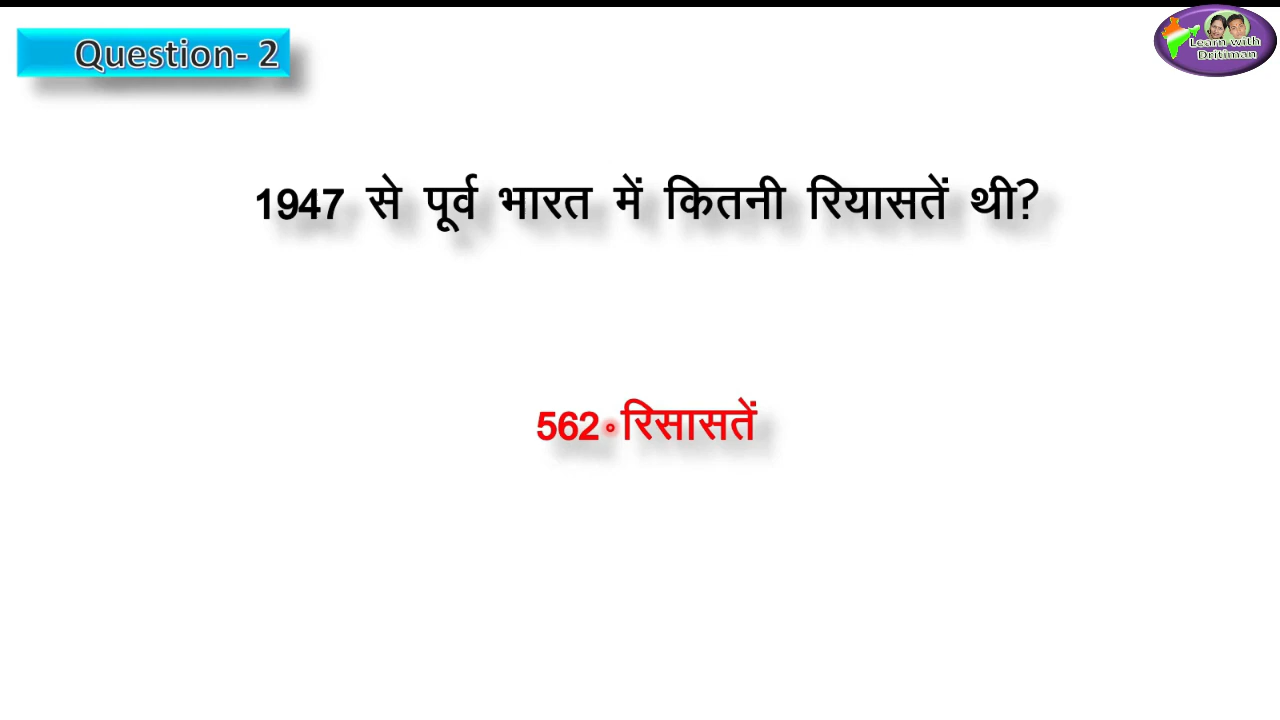 Question- 2
Learn with
Dritiman
1947 से पूर्व भारत में कितनी रियासतें थी?
562 रिसासतें